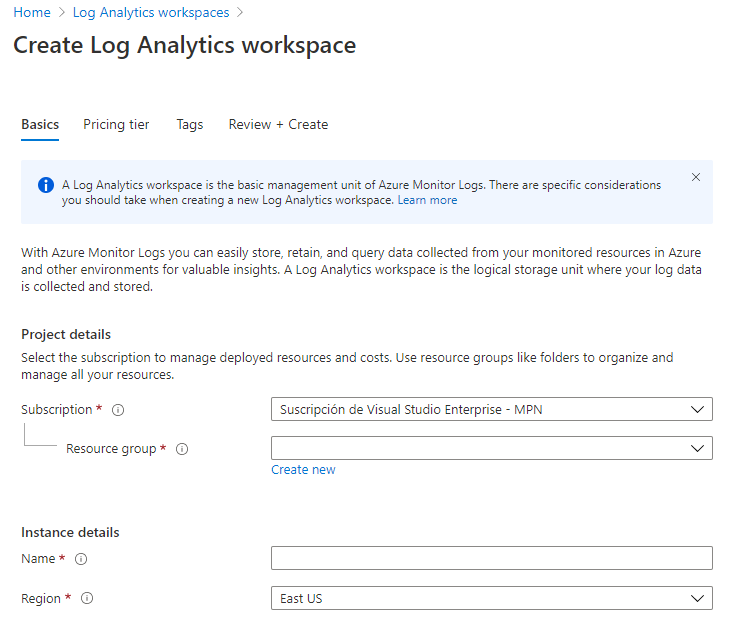 Home > Log Analytics workspaces >
Create Log Analytics workspace
Basics Pricing tier Tags Review + Create
A Log Analytics workspace is the basic management unit of Azure Monitor Logs. There are specific considerations
you should take when creating a new Log Analytics workspace. Learn more
With Azure Monitor Logs you can easily store, retain, and query data collected from your monitored resources in Azure
and other environments for valuable insights. A Log Analytics workspace is the logical storage unit where your log data
is collected and stored.
Project details
Select the subscription to manage deployed resources and costs. Use resource groups like folders to organize and
manage all your resources.
Subscription * Suscripción de Visual Studio Enterprise - MPN
Resource group *
Create new
Instance details
Name *
Region * East US